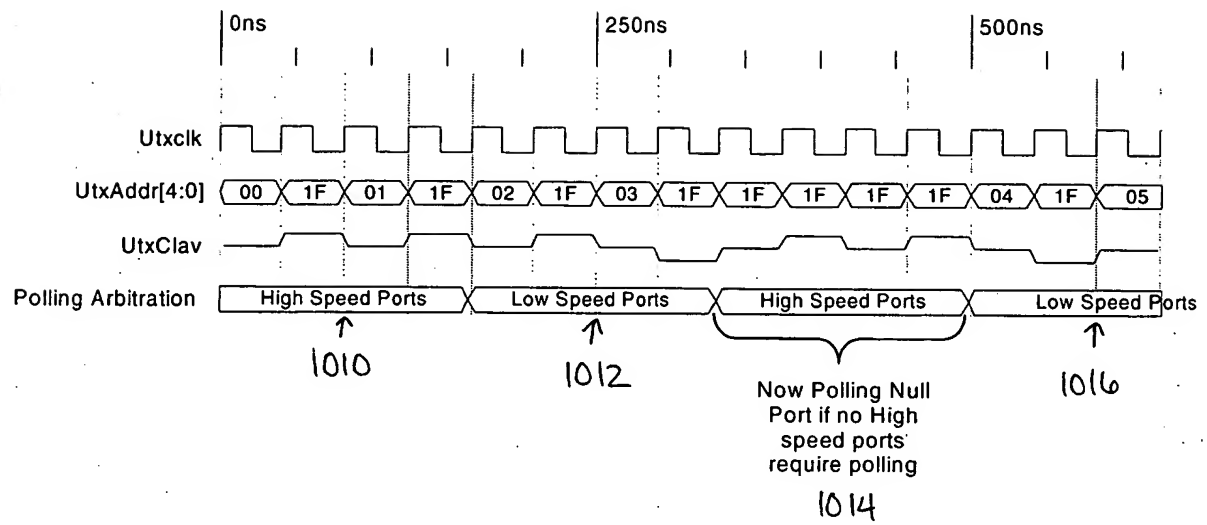 0ns 250ns 500ns
Utxclk
UtxAddr[4:0] 00 1F 01 1F 02 1F 03 1F 1F 1F 1F 1F 04 1F 05
UtxClav
Polling Arbitration High Speed Ports Low Speed Ports High Speed Ports Low Speed Ports
1010 1012 1016
Now Polling Null
Port if no High
speed ports
require polling
1014